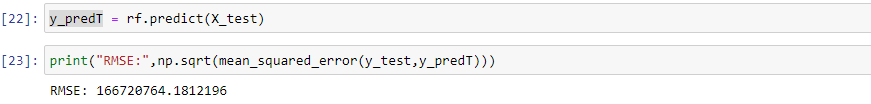 [22]: y_predT = rf.predict(X_test)
[23]: print("RMSE:",np.sqrt(mean_squared_error(y_test,y_predT)))
RMSE: 166720764.1812196